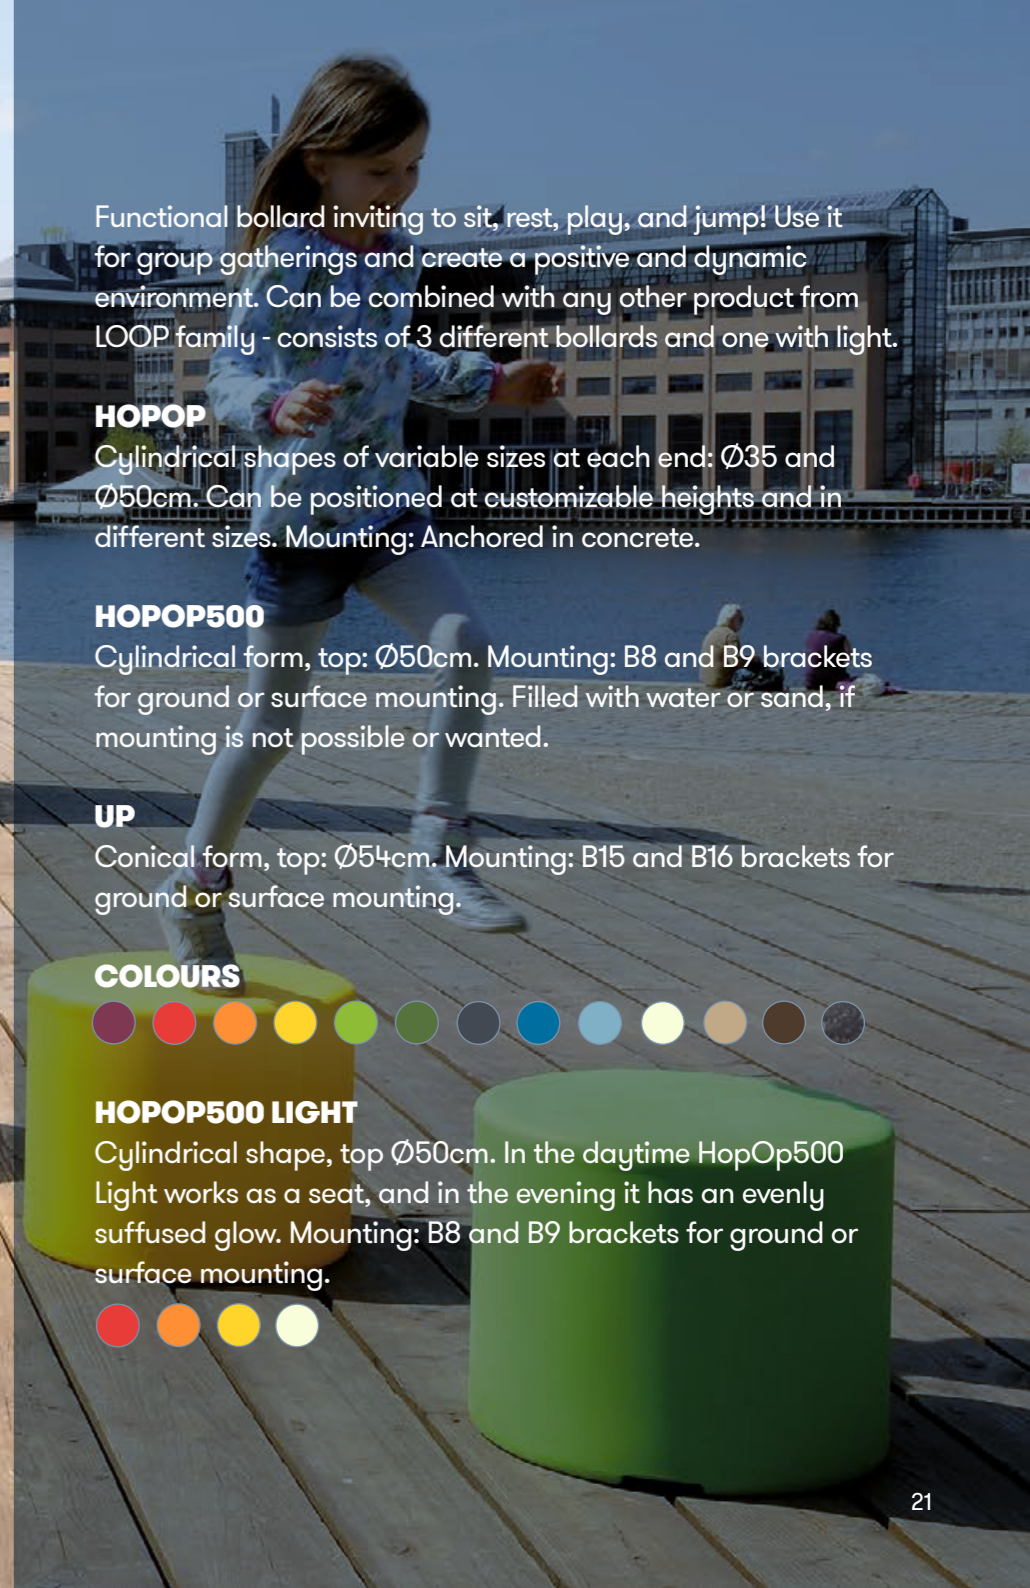 Functional bollard inviting to sit, rest, play, and jump! Use it
for group gatherings and create a positive and dynamic
environment. Can be combined with any other product from
LOOP family - consists of 3 different bollards and one with light.
HOPOP
Cylindrical shapes of variable sizes at each end: Ø35 and
Ø50cm. Can be positioned at customizable heights and in
different sizes. Mounting: Anchored in concrete.
HOPOP500
Cylindrical form, top: Ø50cm. Mounting: B8 and B9 brackets
for ground or surface mounting. Filled with water or sand, if
mounting is not possible or wanted.
UP
Conical form, top: Ø54cm. Mounting: B15 and B16 brackets for
ground or surface mounting.
COLOURS
HOPOP500 LIGHT
Cylindrical shape, top Ø50cm. In the daytime HopOp500
Light works as a seat, and in the evening it has an evenly
suffused glow. Mounting: B8 and B9 brackets for ground or
surface mounting.
21